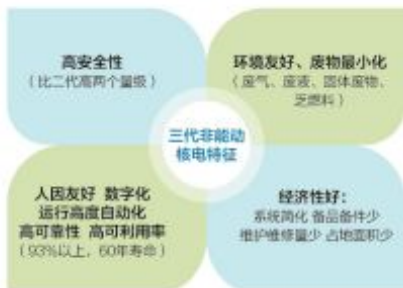 高安全性
（比二代高两个量级）
环境友好、废物最小化
（废气、废液、固体废物、
乏燃料）
三代非能动
核电特征
人因友好 数字化
运行高度自动化
高可靠性 高可利用率
（93%以上，60年寿命）
经济性好：
系统简化 备品备件少
维护维修量少 占地面积少